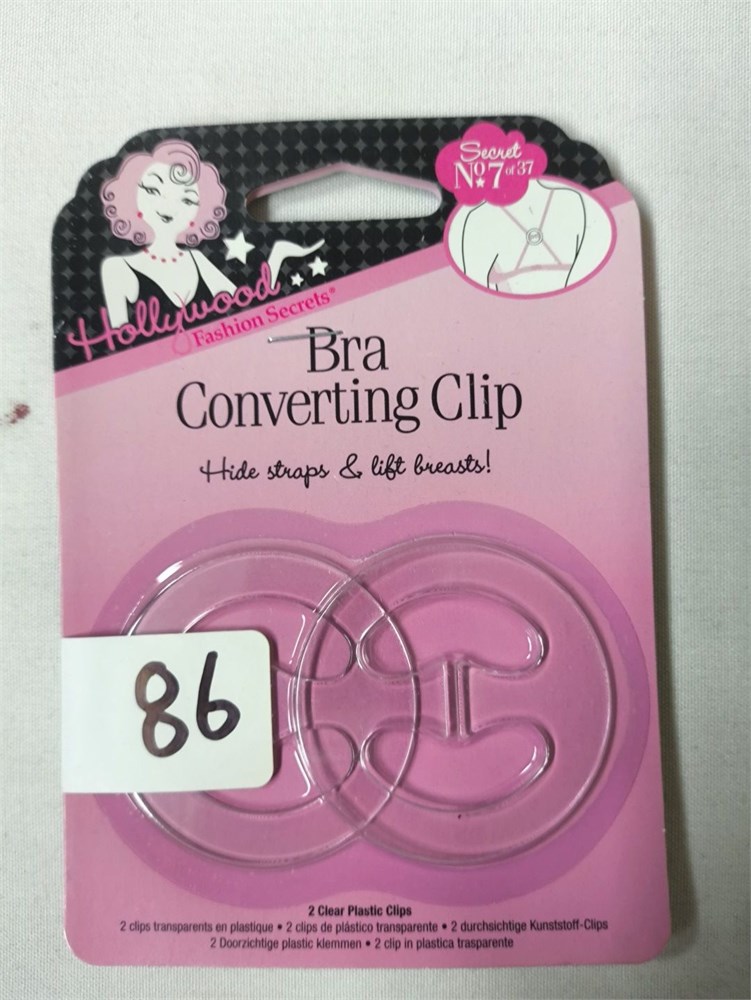 Secret
Nº7 of 37
Hollywood
Fashion Secrets®
Bra
Converting Clip
Hide straps & lift breasts!
86
2 Clear Plastic Clips
2 clips transparents en plastique • 2 clips de plástico transparente • 2 durchsichtige Kunststoff-Clips
2 Doorzichtige plastic klemmen • 2 clip in plastica trasparente